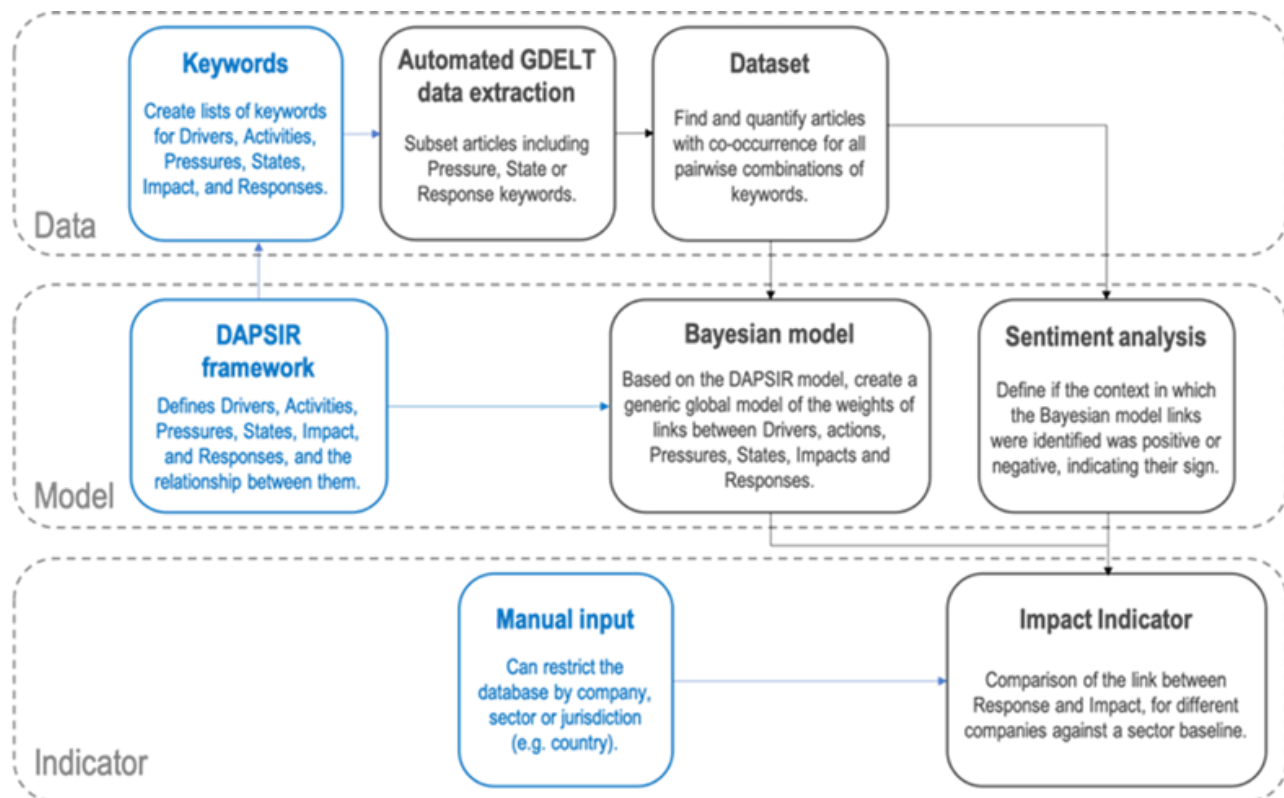 Keywords
Create lists of keywords
for Drivers, Activities,
Pressures, States,
Impact, and Responses.
Automated GDELT
data extraction
Subset articles including
Pressure, State or
Response keywords.
Dataset
Find and quantify articles
with co-occurrence for all
pairwise combinations of
keywords.
Data
DAPSIR
framework
Defines Drivers, Activities,
Pressures, States, Impact,
and Responses, and the
relationship between them.
Bayesian model
Based on the DAPSIR model, create a
generic global model of the weights of
links between Drivers, actions,
Pressures, States, Impacts and
Responses.
Sentiment analysis
Define if the context in which
the Bayesian model links
were identified was positive or
negative, indicating their sign.
Model
Manual input
Can restrict the
database by company,
sector or jurisdiction
(e.g. country).
Impact Indicator
Comparison of the link between
Response and Impact, for different
companies against a sector baseline.
Indicator